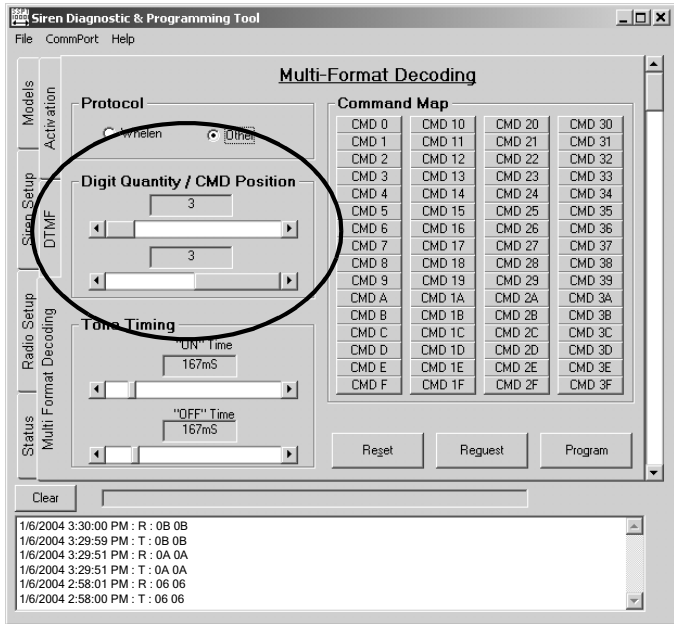 Siren Diagnostic & Programming Tool
File CommPort Help
Models
Siren Setup
Radio Setup
Status
Activation
DTMF
Multi Format Decoding
Multi-Format Decoding
Protocol
Whelen Other
Digit Quantity / CMD Position
3
3
Tone Timing
"ON" Time
167mS
"OFF" Time
167mS
Command Map
CMD 0 CMD 10 CMD 20 CMD 30
CMD 1 CMD 11 CMD 21 CMD 31
CMD 2 CMD 12 CMD 22 CMD 32
CMD 3 CMD 13 CMD 23 CMD 33
CMD 4 CMD 14 CMD 24 CMD 34
CMD 5 CMD 15 CMD 25 CMD 35
CMD 6 CMD 16 CMD 26 CMD 36
CMD 7 CMD 17 CMD 27 CMD 37
CMD 8 CMD 18 CMD 28 CMD 38
CMD 9 CMD 19 CMD 29 CMD 39
CMD A CMD 1A CMD 2A CMD 3A
CMD B CMD 1B CMD 2B CMD 3B
CMD C CMD 1C CMD 2C CMD 3C
CMD D CMD 1D CMD 2D CMD 3D
CMD E CMD 1E CMD 2E CMD 3E
CMD F CMD 1F CMD 2F CMD 3F
Reset Reguest Program
Clear
1/6/2004 3:30:00 PM : R : 0B 0B
1/6/2004 3:29:59 PM : T : 0B 0B
1/6/2004 3:29:51 PM : R : 0A 0A
1/6/2004 3:29:51 PM : T : 0A 0A
1/6/2004 2:58:01 PM : R : 06 06
1/6/2004 2:58:00 PM : T : 06 06